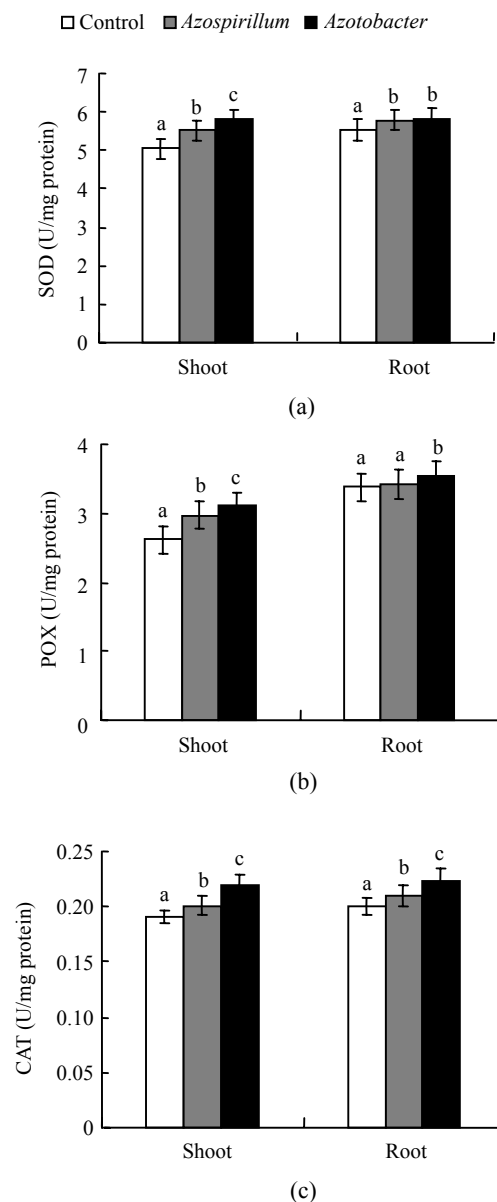 Control Azospirillum Azotobacter
7
6
5
4
3
2
1
0
SOD (U/mg protein)
a b c a b b
Shoot Root
(a)
4
3
2
1
0
POX (U/mg protein)
a b c a a b
Shoot Root
(b)
0.25
0.20
0.15
0.10
0.05
0
CAT (U/mg protein)
a b c a b c
Shoot Root
(c)